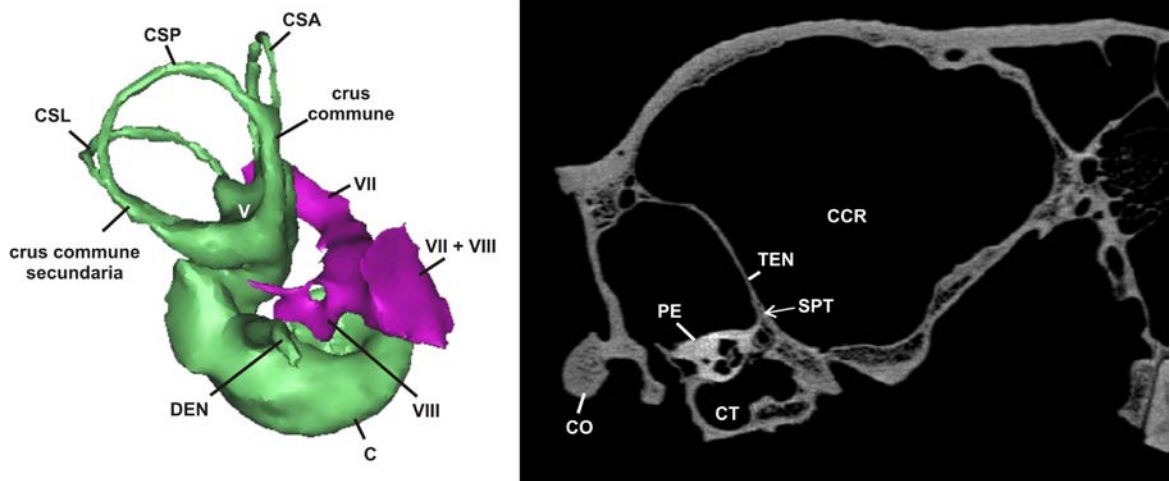 CSA
CSP
crus
commune
CSL
VII
V
VII + VIII
crus commune
secundaria
DEN
VIII
C
CCR
TEN
SPT
PE
CT
CO